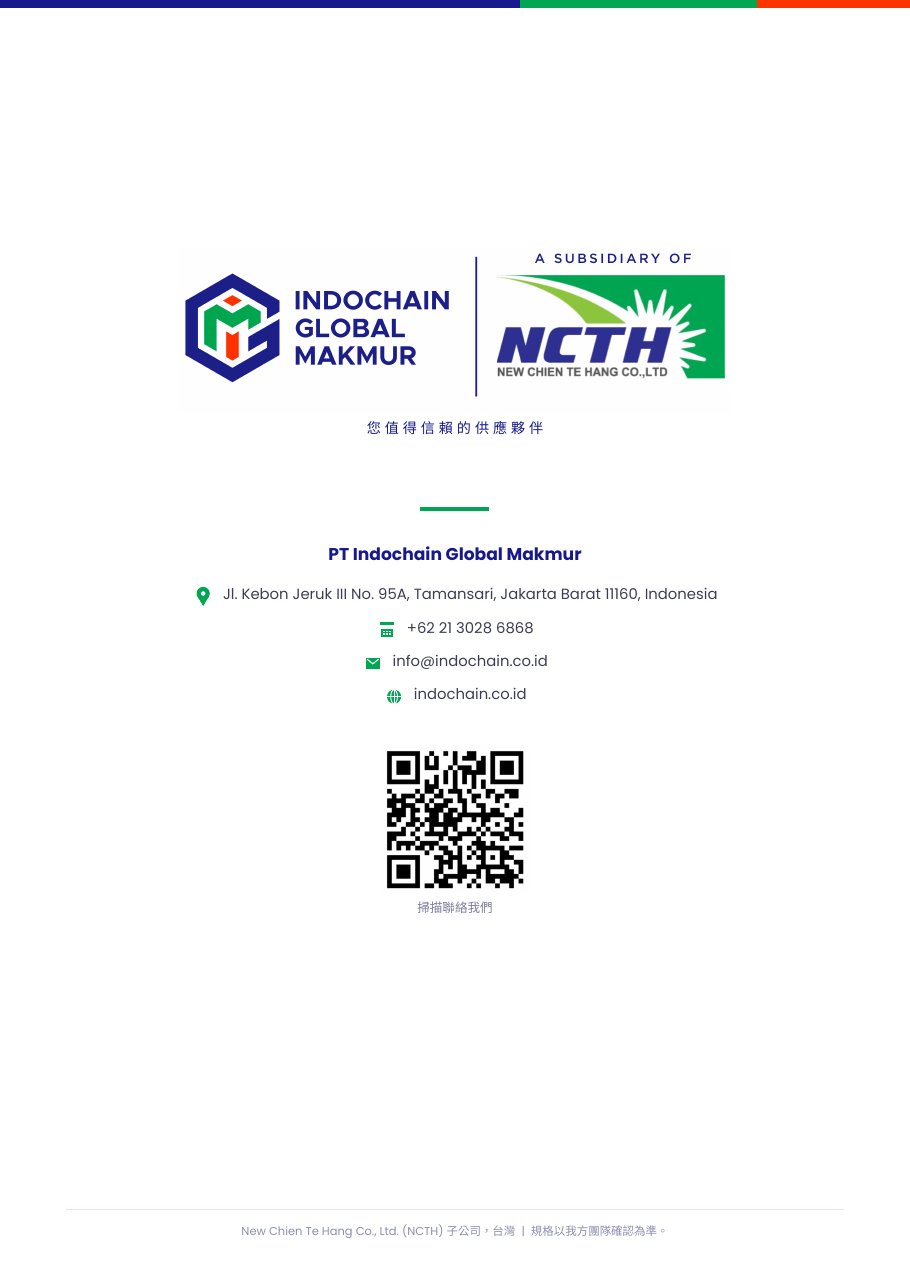 A SUBSIDIARY OF
INDOCHAIN
GLOBAL
MAKMUR
NCTH
NEW CHIEN TE HANG CO.,LTD
您值得信賴的供應夥伴
PT Indochain Global Makmur
Jl. Kebon Jeruk III No. 95A, Tamansari, Jakarta Barat 11160, Indonesia
+62 21 3028 6868
info@indochain.co.id
indochain.co.id
掃描聯絡我們
New Chien Te Hang Co., Ltd. (NCTH) 子公司，台灣 | 規格以我方團隊確認為準。